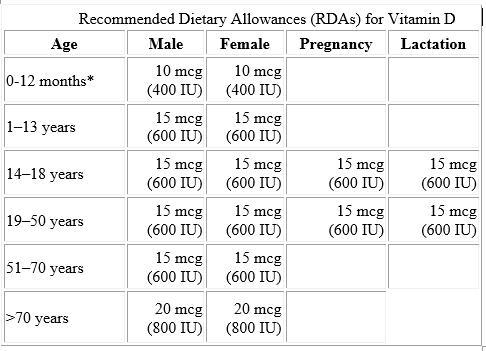 Recommended Dietary Allowances (RDAs) for Vitamin D
Age Male Female Pregnancy Lactation
0-12 months* 10 mcg (400 IU) 10 mcg (400 IU)
1–13 years 15 mcg (600 IU) 15 mcg (600 IU)
14–18 years 15 mcg (600 IU) 15 mcg (600 IU) 15 mcg (600 IU) 15 mcg (600 IU)
19–50 years 15 mcg (600 IU) 15 mcg (600 IU) 15 mcg (600 IU) 15 mcg (600 IU)
51–70 years 15 mcg (600 IU) 15 mcg (600 IU)
>70 years 20 mcg (800 IU) 20 mcg (800 IU)